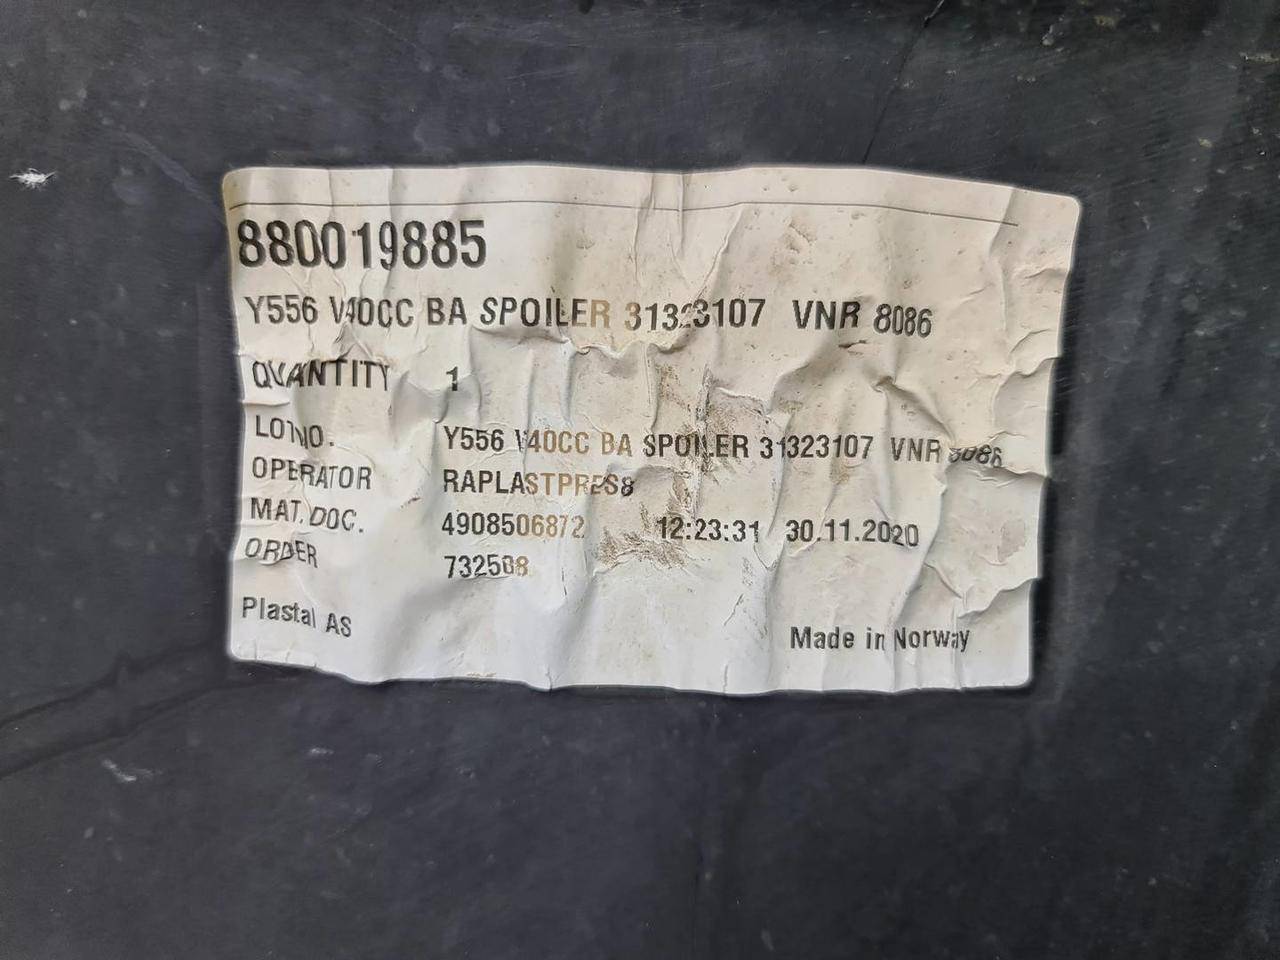 880019885
Y556 V40CC BA SPOILER 31323107 VNR 8086
QUANTITY 1
LOTNO. Y556 V40CC BA SPOILER 31323107 VNR 8086
OPERATOR RAPLASTPRES8
MAT. DOC. 4908506872 12:23:31 30.11.2020
ORDER
Plastal AS Made in Norway